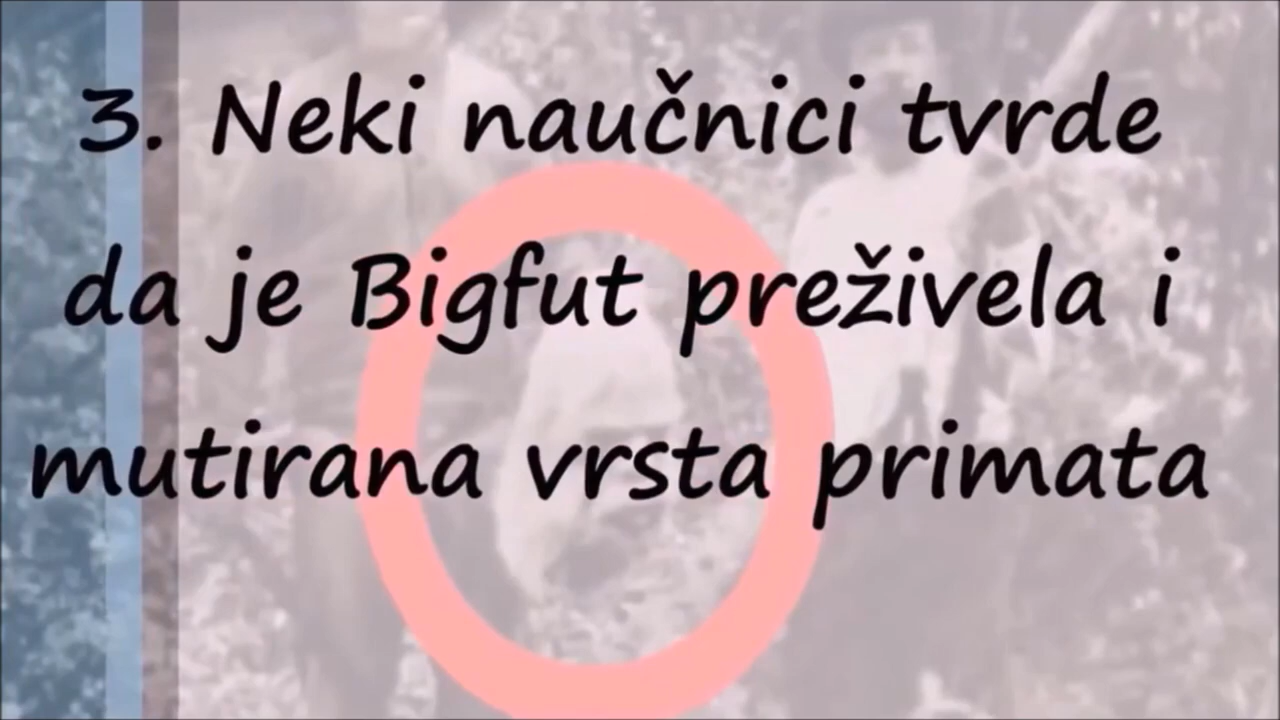 3. Neki naučnici tvrde
da je Bigfut preživela i
mutirana vrsta primata